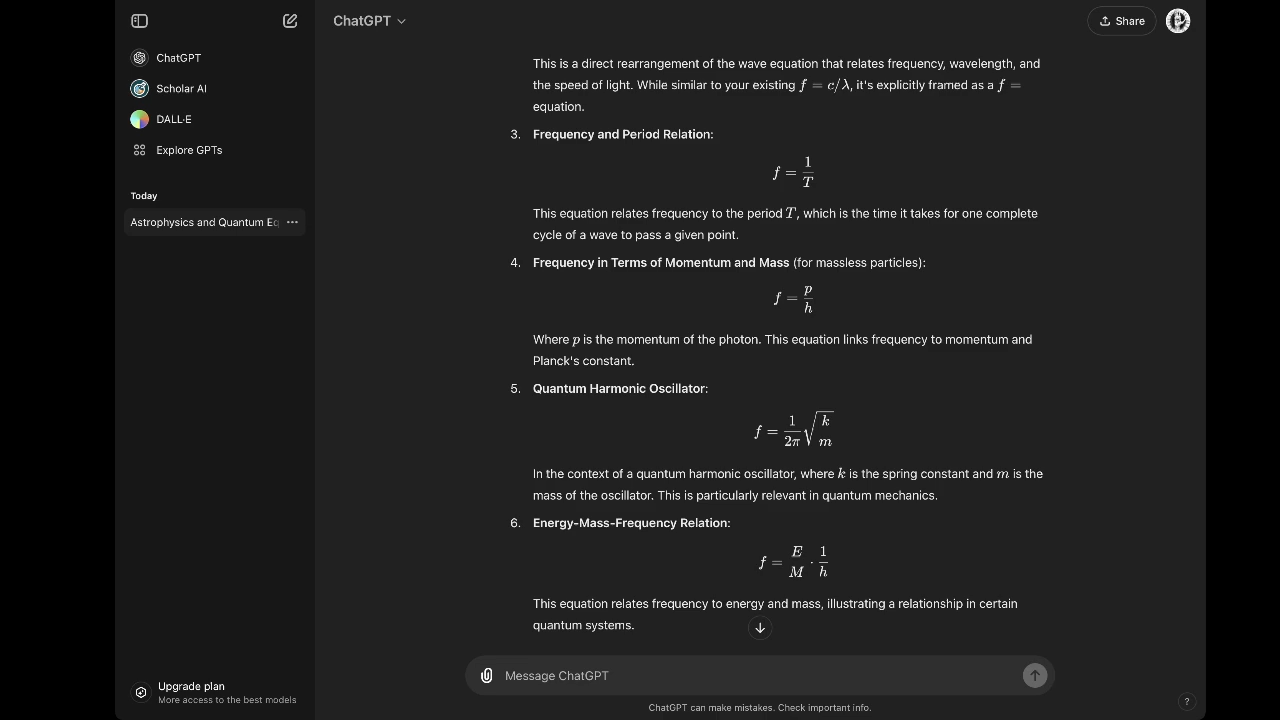 ChatGPT
Share
ChatGPT
Scholar AI
DALL·E
Explore GPTs
Today
Astrophysics and Quantum Eq
This is a direct rearrangement of the wave equation that relates frequency, wavelength, and
the speed of light. While similar to your existing f = c/λ, it's explicitly framed as a f =
equation.
3. Frequency and Period Relation:
f = 1/T
This equation relates frequency to the period T, which is the time it takes for one complete
cycle of a wave to pass a given point.
4. Frequency in Terms of Momentum and Mass (for massless particles):
f = p/h
Where p is the momentum of the photon. This equation links frequency to momentum and
Planck's constant.
5. Quantum Harmonic Oscillator:
f = 1/2π √k/m
In the context of a quantum harmonic oscillator, where k is the spring constant and m is the
mass of the oscillator. This is particularly relevant in quantum mechanics.
6. Energy-Mass-Frequency Relation:
f = E/M · 1/h
This equation relates frequency to energy and mass, illustrating a relationship in certain
quantum systems.
Message ChatGPT
Upgrade plan
More access to the best models
ChatGPT can make mistakes. Check important info.
?